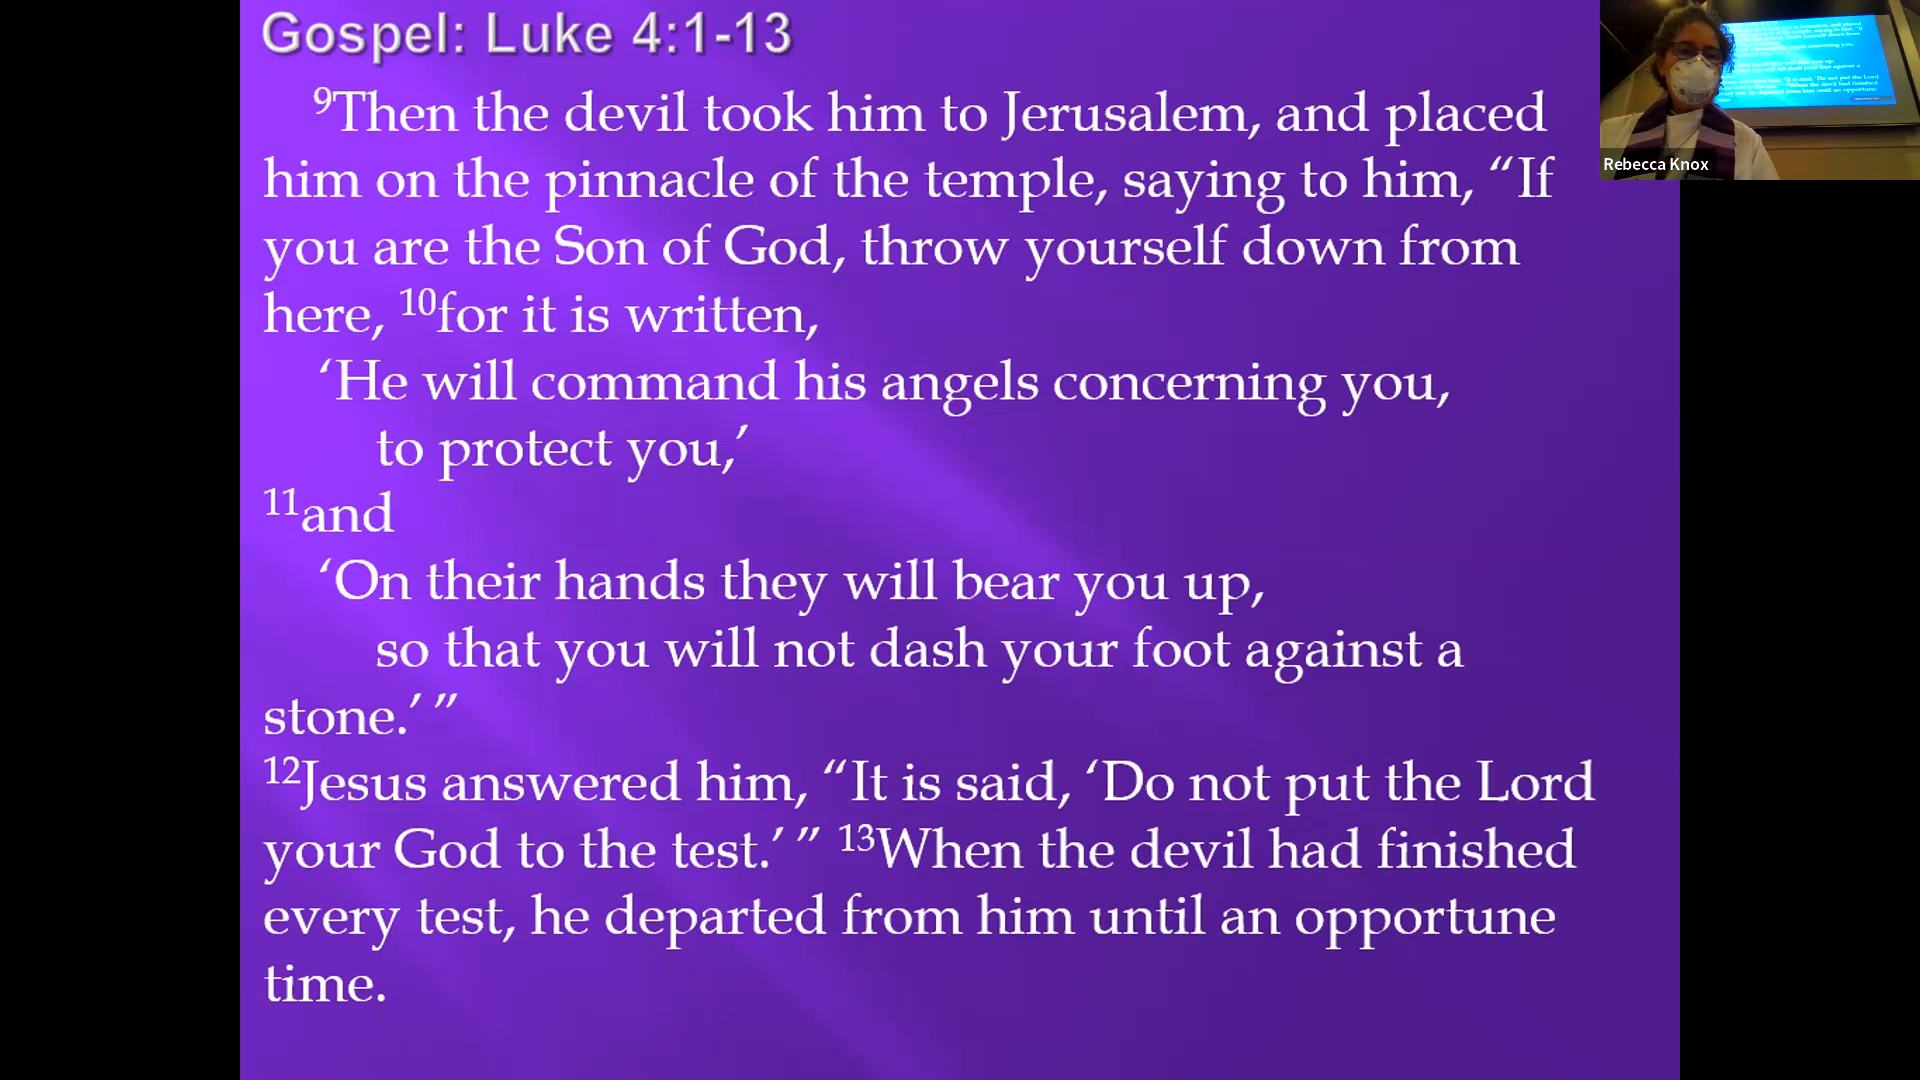 Gospel: Luke 4:1-13
⁹Then the devil took him to Jerusalem, and placed
him on the pinnacle of the temple, saying to him, “If
you are the Son of God, throw yourself down from
here, ¹⁰for it is written,
‘He will command his angels concerning you,
to protect you,’
¹¹and
‘On their hands they will bear you up,
so that you will not dash your foot against a
stone.’ ”
¹²Jesus answered him, “It is said, ‘Do not put the Lord
your God to the test.’ ” ¹³When the devil had finished
every test, he departed from him until an opportune
time.
Rebecca Knox